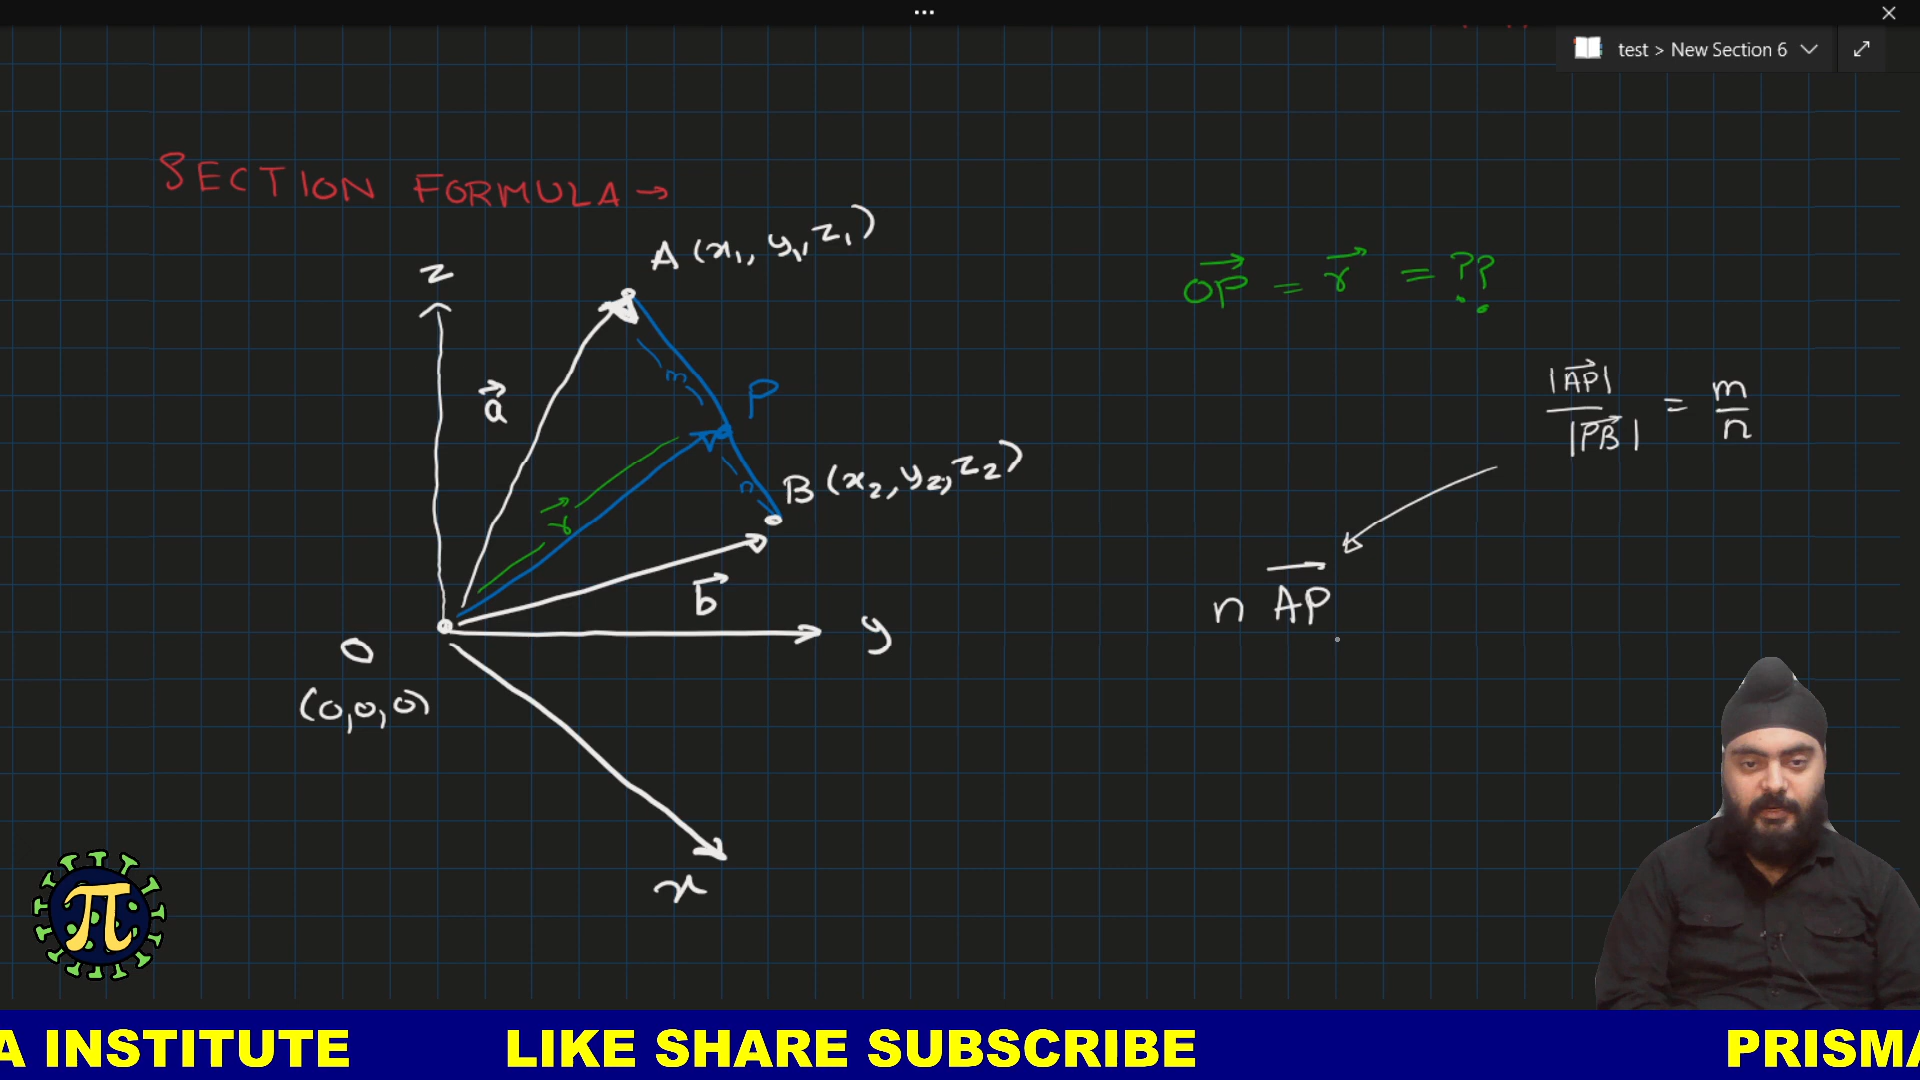 ...
test > New Section 6
SECTION FORMULA →
A (x₁, y₁, z₁)
z
OP⃗ = r⃗ = ??
a⃗
m
P
|AP⃗| / |PB⃗| = m / n
B (x₂, y₂, z₂)
n
r⃗
b⃗
n AP⃗
y
O
(0,0,0)
x
π
A INSTITUTE LIKE SHARE SUBSCRIBE PRISMA